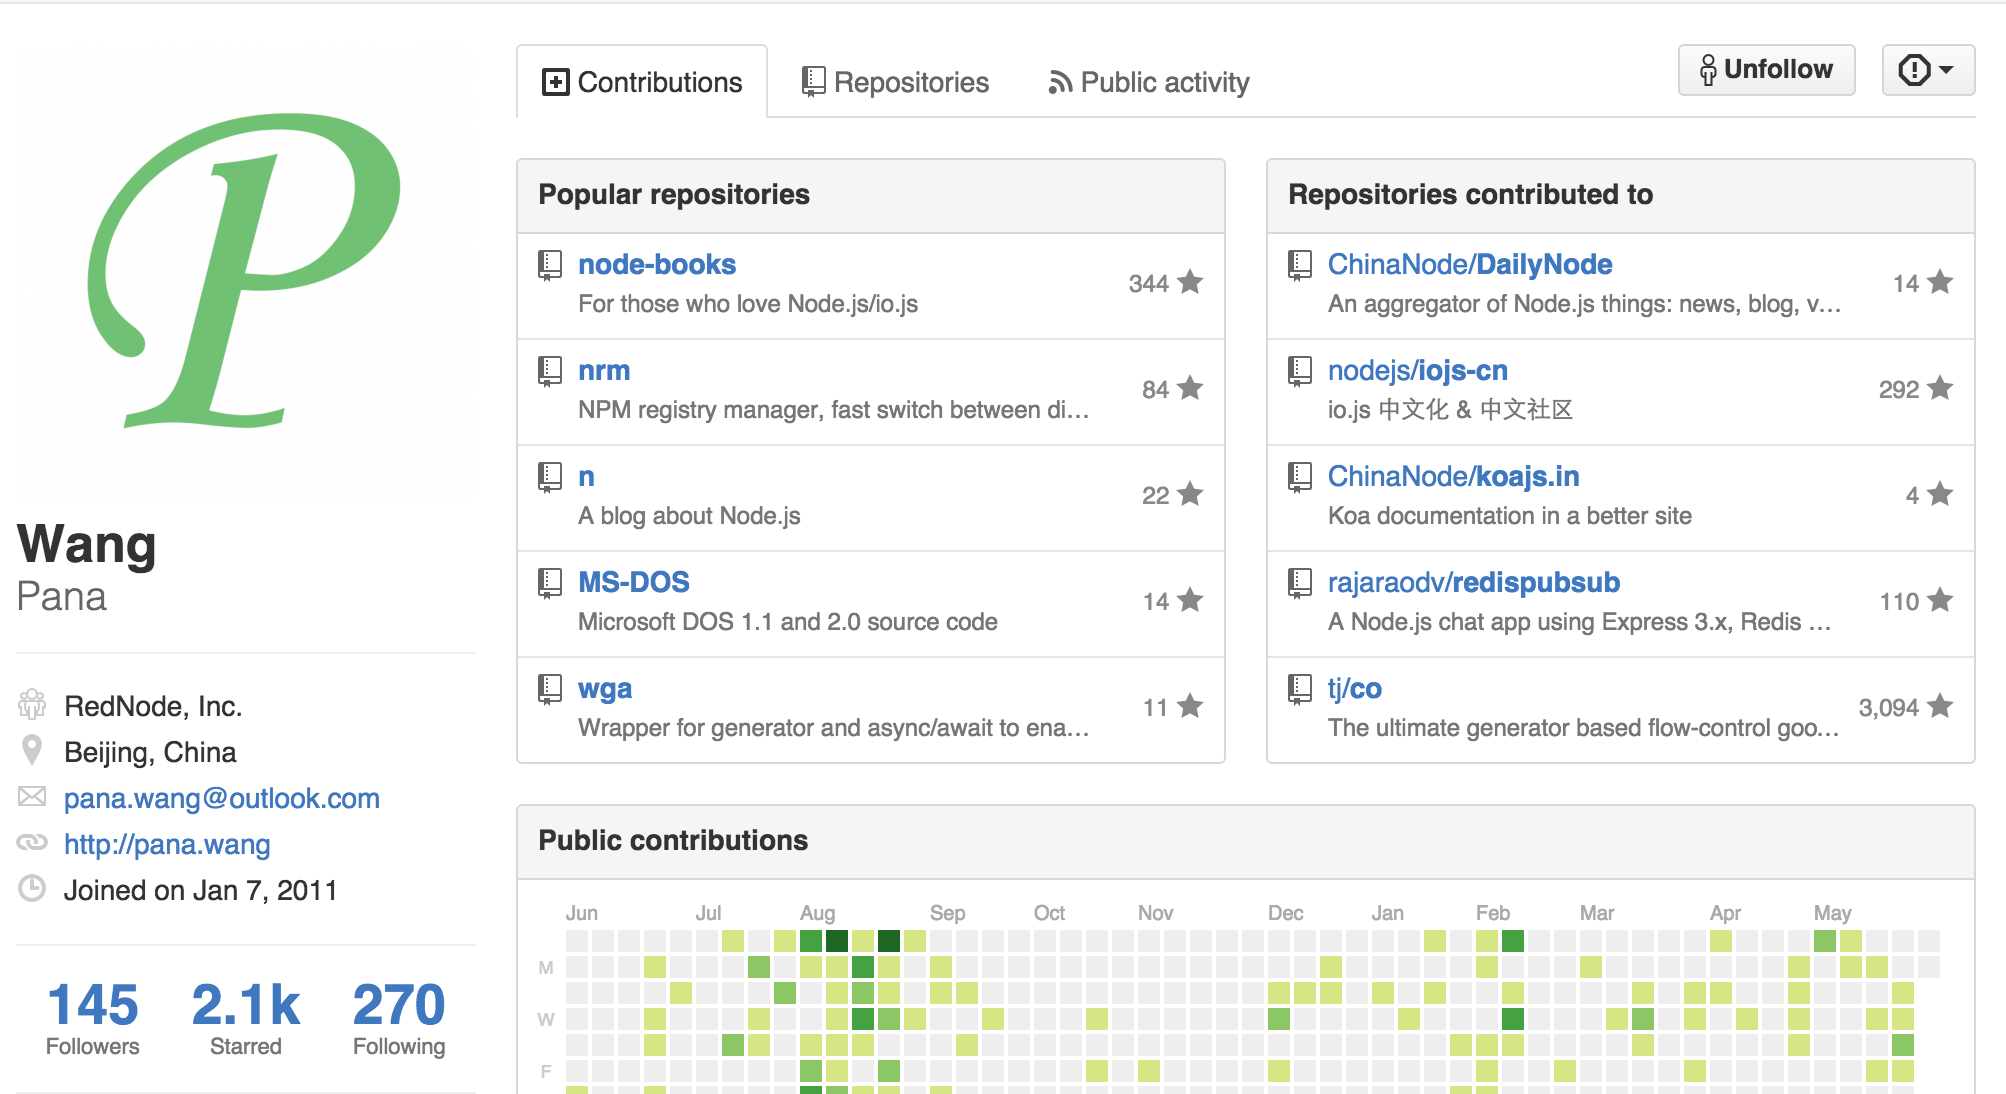 Contributions
Repositories
Public activity
Unfollow
P
Wang
Pana
RedNode, Inc.
Beijing, China
pana.wang@outlook.com
http://pana.wang
Joined on Jan 7, 2011
145 2.1k 270
Followers Starred Following
Popular repositories
node-books
344
For those who love Node.js/io.js
nrm
84
NPM registry manager, fast switch between di…
n
22
A blog about Node.js
MS-DOS
14
Microsoft DOS 1.1 and 2.0 source code
wga
11
Wrapper for generator and async/await to ena…
Repositories contributed to
ChinaNode/DailyNode
14
An aggregator of Node.js things: news, blog, v…
nodejs/iojs-cn
292
io.js 中文化 & 中文社区
ChinaNode/koajs.in
4
Koa documentation in a better site
rajaraodv/redispubsub
110
A Node.js chat app using Express 3.x, Redis …
tj/co
3,094
The ultimate generator based flow-control goo…
Public contributions
Jun Jul Aug Sep Oct Nov Dec Jan Feb Mar Apr May
M
W
F